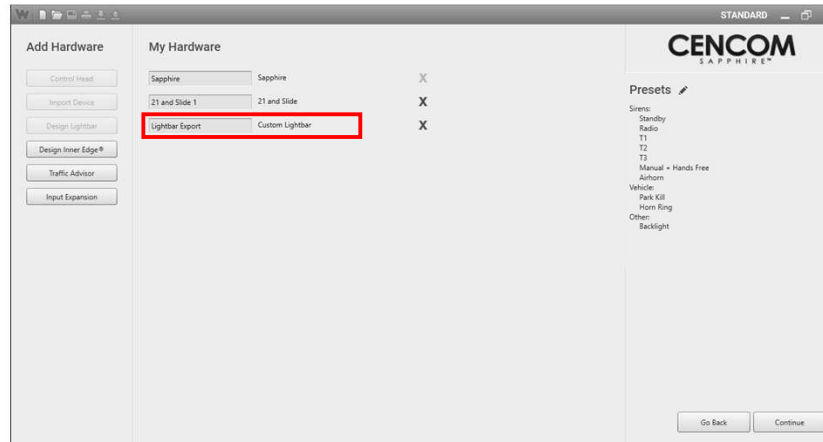 W
STANDARD
Add Hardware
Control Head
Import Device
Design Lightbar
Design Inner Edge®
Traffic Advisor
Input Expansion
My Hardware
Sapphire Sapphire X
21 and Slide 1 21 and Slide X
Lightbar Export Custom Lightbar X
CENCOM
SAPPHIRE™
Presets
Sirens:
Standby
Radio
T1
T2
T3
Manual + Hands Free
Airhorn
Vehicle:
Park Kill
Horn Ring
Other:
Backlight
Go Back Continue